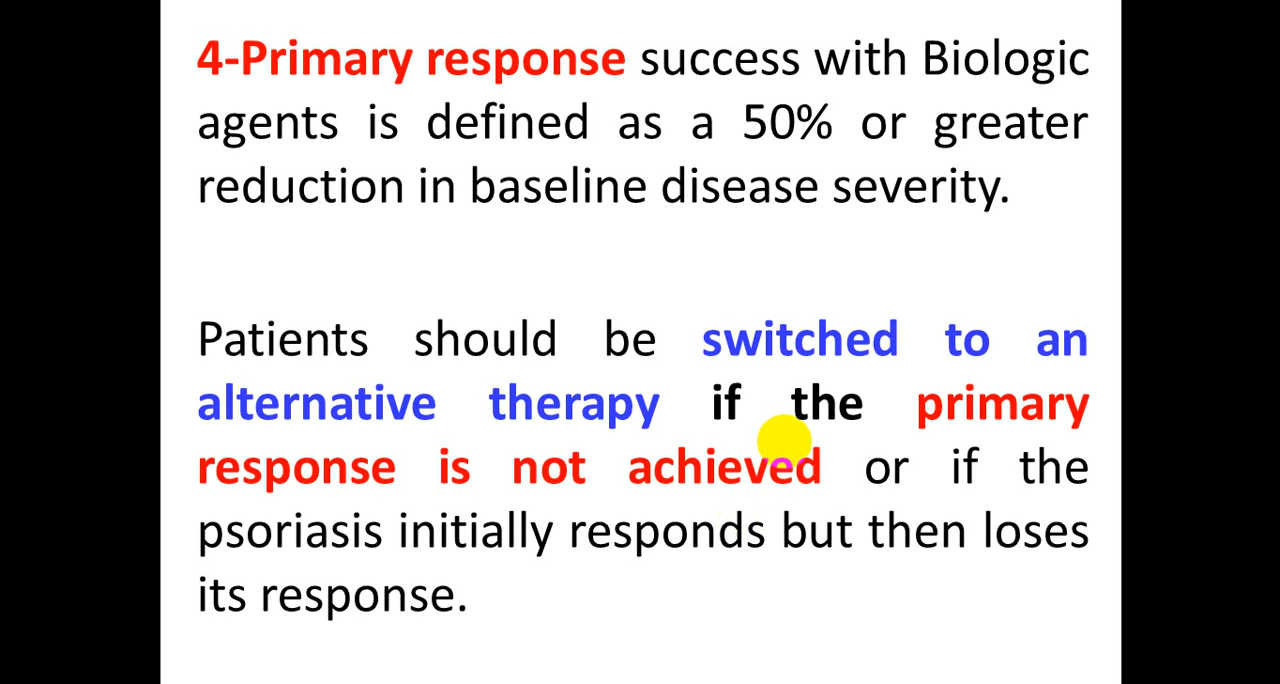 4-Primary response success with Biologic
agents is defined as a 50% or greater
reduction in baseline disease severity.
Patients should be switched to an
alternative therapy if the primary
response is not achieved or if the
psoriasis initially responds but then loses
its response.